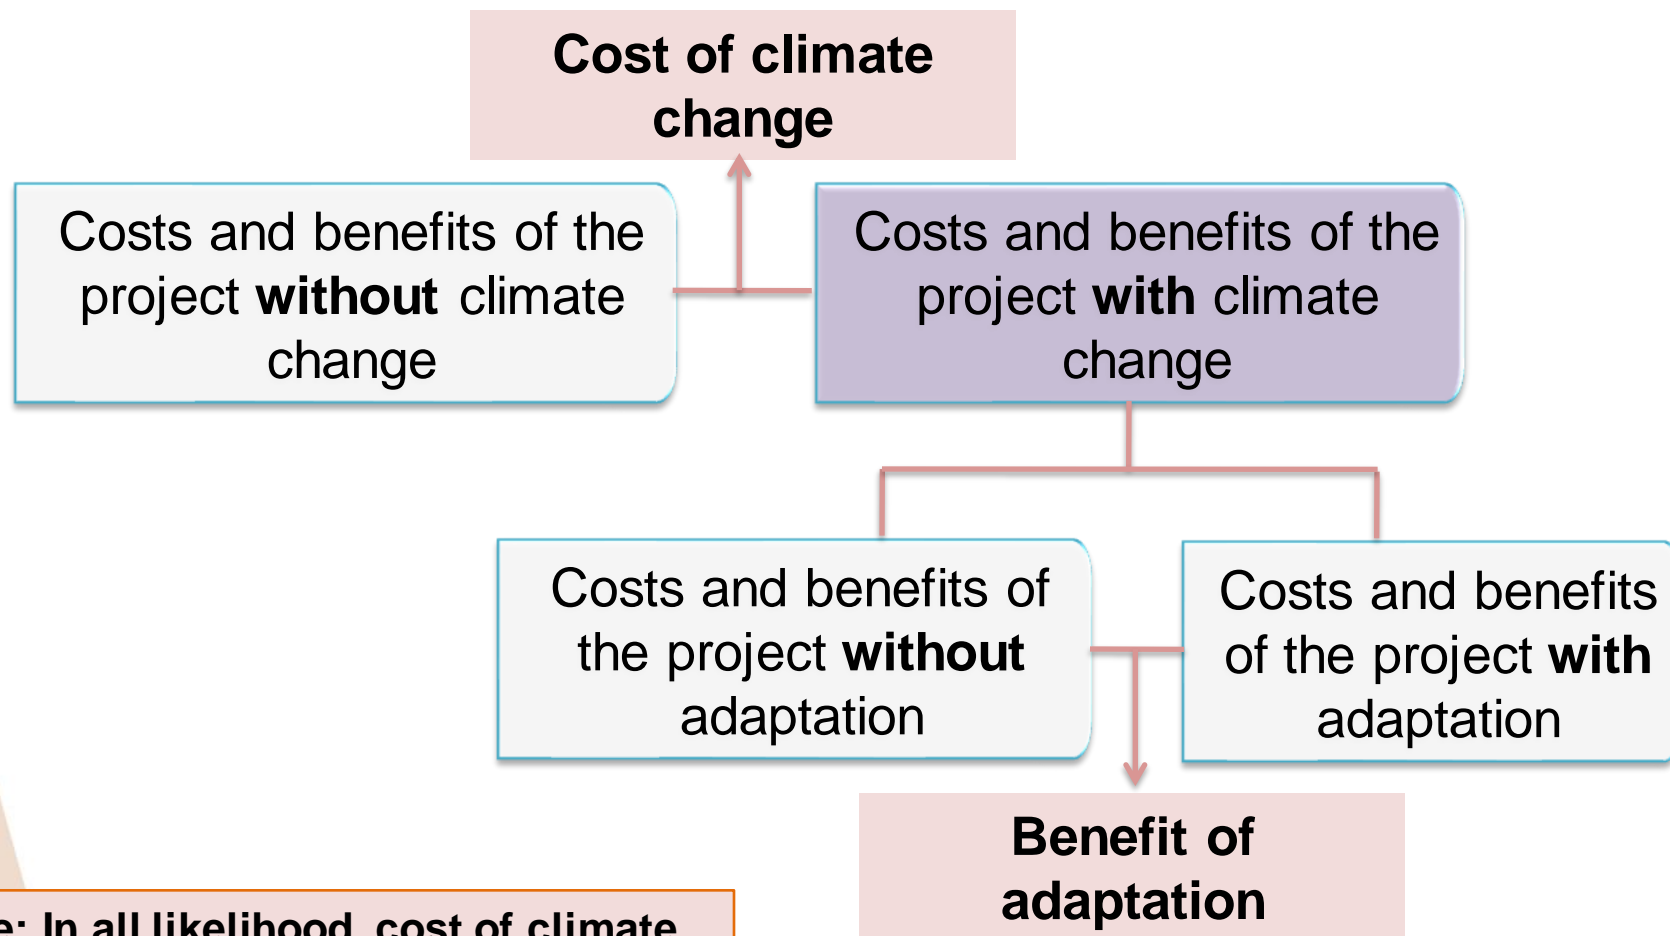 Cost of climate
change
Costs and benefits of the
project without climate
change
Costs and benefits of the
project with climate
change
Costs and benefits of
the project without
adaptation
Costs and benefits
of the project with
adaptation
Benefit of
adaptation
: In all likelihood, cost of climate